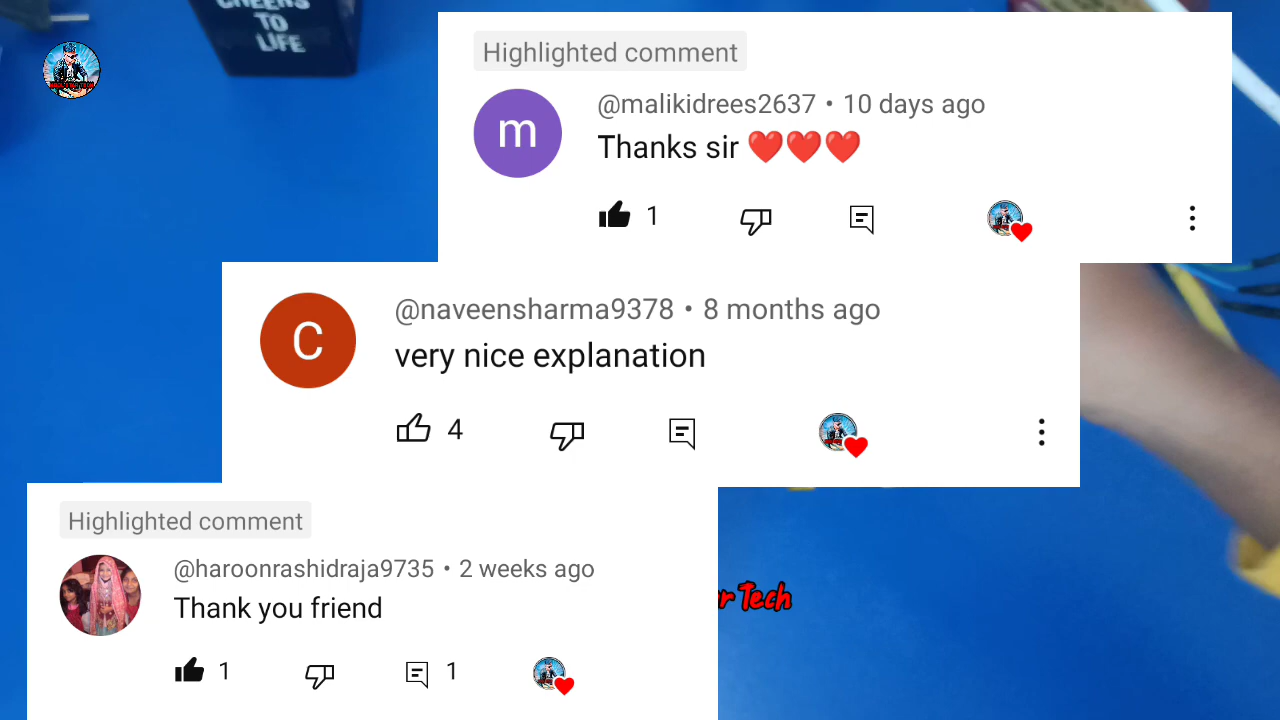 CHEERS
TO
LIFE
Highlighted comment
@malikidrees2637 • 10 days ago
m
Thanks sir ❤️❤️❤️
1
@naveensharma9378 • 8 months ago
C
very nice explanation
4
Highlighted comment
@haroonrashidraja9735 • 2 weeks ago
Thank you friend
1
1
Tech